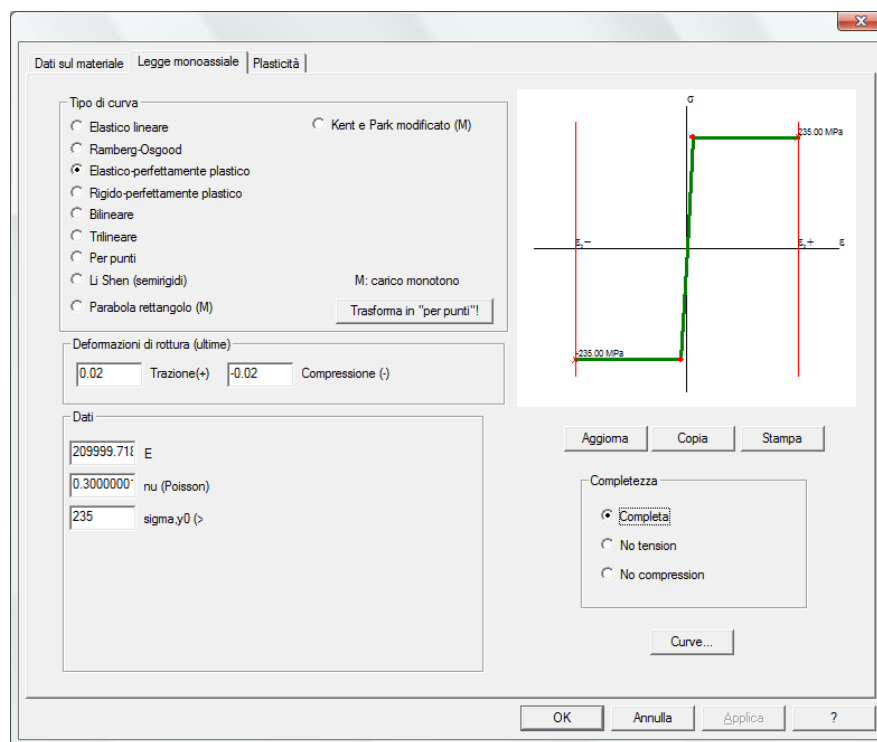 Dati sul materiale
Legge monoassiale
Plasticità
Tipo di curva
Elastico lineare
Kent e Park modificato (M)
Ramberg-Osgood
Elastico-perfettamente plastico
Rigido-perfettamente plastico
Bilineare
Trilineare
Per punti
Li Shen (semirigidi)
M: carico monotono
Parabola rettangolo (M)
Trasforma in "per punti"!
σ
235.00 MPa
ε,-
ε,+
ε
-235.00 MPa
Deformazioni di rottura (ultime)
0.02 Trazione(+) -0.02 Compressione (-)
Dati
209999.718 E
0.3000000 nu (Poisson)
235 sigma,y0 (>
Aggiorna
Copia
Stampa
Completezza
Completa
No tension
No compression
Curve...
OK
Annulla
Applica
?